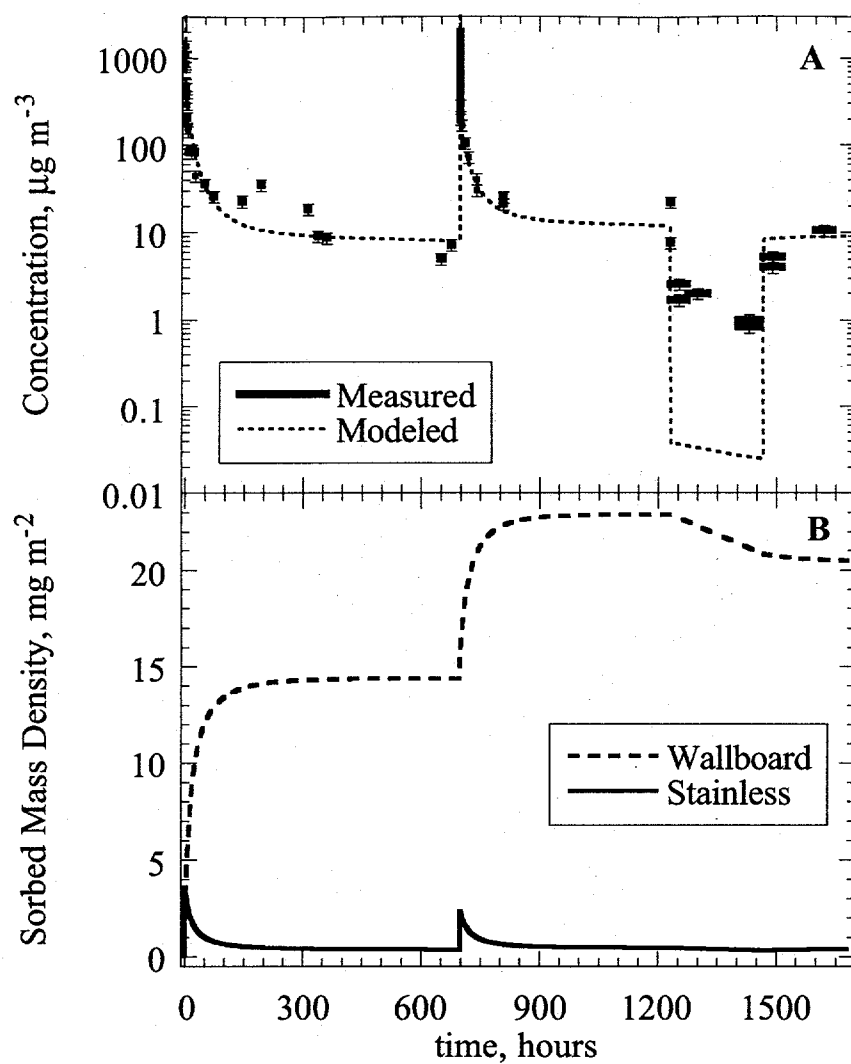 A
Concentration, µg m-3
1000
100
10
1
0.1
0.01
Measured
Modeled
B
Sorbed Mass Density, mg m-2
20
15
10
5
0
Wallboard
Stainless
0 300 600 900 1200 1500
time, hours